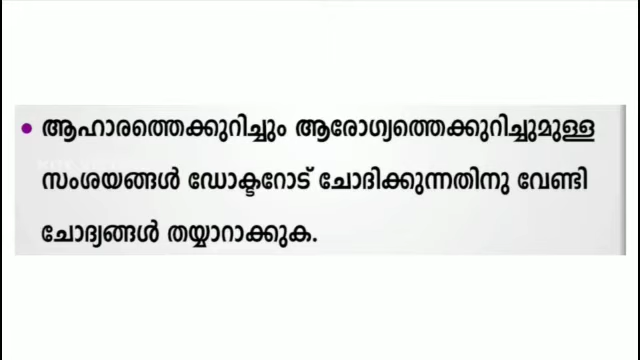 • ആഹാരത്തെക്കുറിച്ചും ആരോഗ്യത്തെക്കുറിച്ചുമുള്ള
സംശയങ്ങൾ ഡോക്ടറോട് ചോദിക്കുന്നതിനു വേണ്ടി
ചോദ്യങ്ങൾ തയ്യാറാക്കുക.